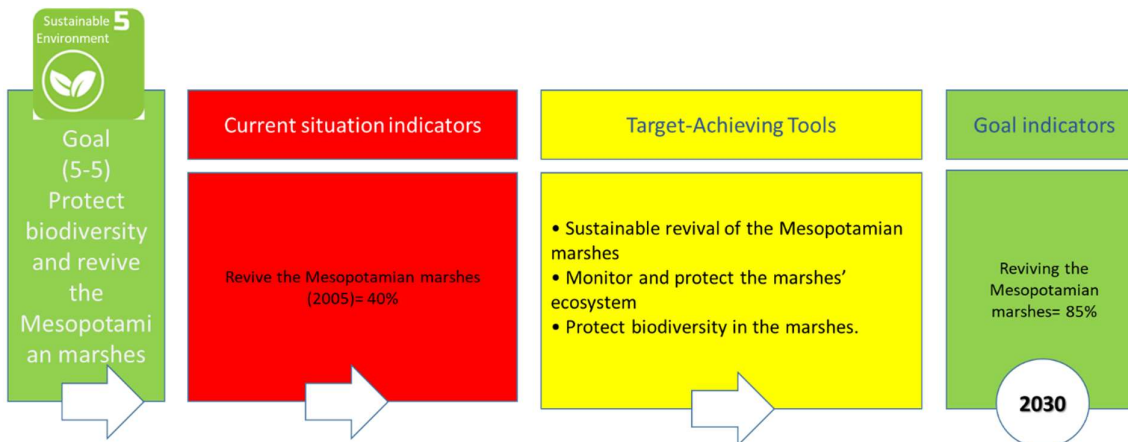 Sustainable 5
Environment
Goal
(5-5)
Protect
biodiversity
and revive
the
Mesopotami
an marshes
Current situation indicators
Revive the Mesopotamian marshes
(2005)= 40%
Target-Achieving Tools
• Sustainable revival of the Mesopotamian
marshes
• Monitor and protect the marshes’
ecosystem
• Protect biodiversity in the marshes.
Goal indicators
Reviving the
Mesopotamian
marshes= 85%
2030